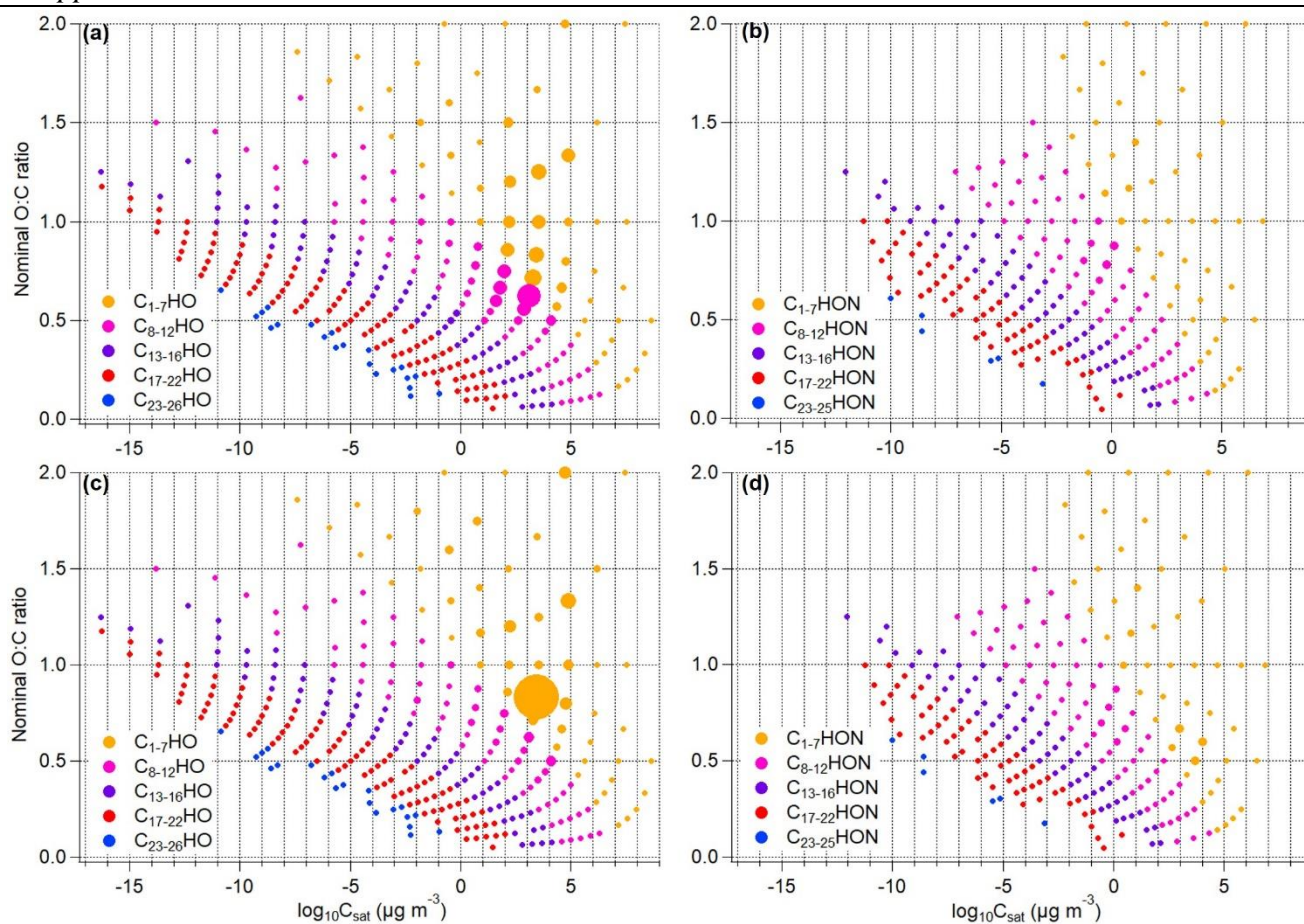 (a)
2.0
1.5
1.0
0.5
0.0
Nominal O:C ratio
C1-7HO
C8-12HO
C13-16HO
C17-22HO
C23-26HO
-15 -10 -5 0 5
(b)
2.0
1.5
1.0
0.5
0.0
C1-7HON
C8-12HON
C13-16HON
C17-22HON
C23-25HON
-15 -10 -5 0 5
(c)
2.0
1.5
1.0
0.5
0.0
Nominal O:C ratio
C1-7HO
C8-12HO
C13-16HO
C17-22HO
C23-26HO
-15 -10 -5 0 5
log10Csat (µg m-3)
(d)
2.0
1.5
1.0
0.5
0.0
C1-7HON
C8-12HON
C13-16HON
C17-22HON
C23-25HON
-15 -10 -5 0 5
log10Csat (µg m-3)